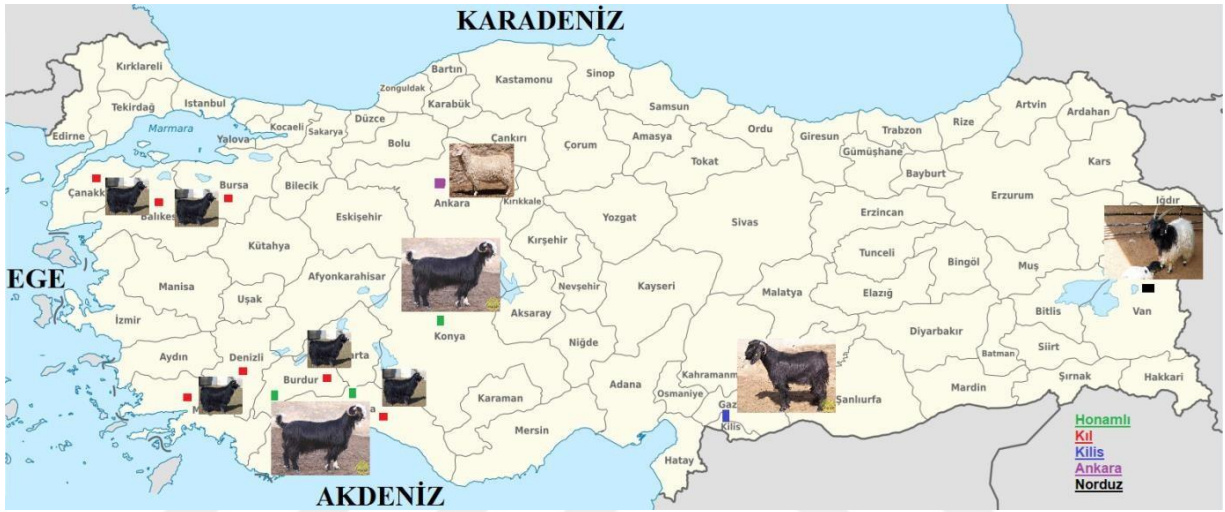 KARADENİZ
Kırklareli
Tekirdağ
Istanbul
Edirne
Marmara
Yalova
Kocaeli
Sakarya
Düzce
Zonguldak
Bartın
Karabük
Kastamonu
Sinop
Samsun
Bolu
Çankırı
Çorum
Amasya
Tokat
Ordu
Giresun
Trabzon
Rize
Artvin
Ardahan
Gümüşhane
Bayburt
Kars
Iğdır
Bursa
Bilecik
Ankara
Kırıkkale
Eskişehir
Yozgat
Sivas
Erzincan
Erzurum
Kütahya
Kırşehir
Tunceli
Bingöl
Muş
EGE
Manisa
Uşak
Afyonkarahisar
Nevşehir
Kayseri
Malatya
Elazığ
Bitlis
Van
İzmir
Aksaray
Konya
Niğde
Diyarbakır
Batman
Siirt
Aydın
Denizli
Burdur
Karaman
Adana
Osmaniye
Kilis
Şanlıurfa
Mardin
Şırnak
Hakkari
Mersin
Hatay
AKDENİZ
Honamlı
Kıl
Kilis
Ankara
Norduz